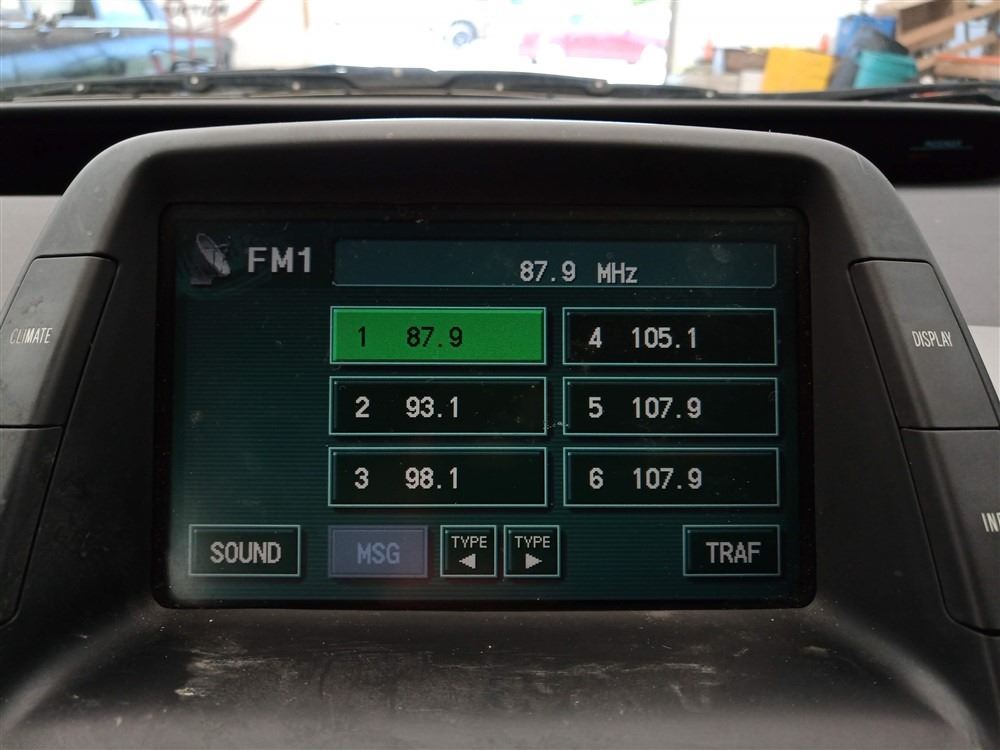 FM1
87.9 MHz
1 87.9
4 105.1
2 93.1
5 107.9
3 98.1
6 107.9
SOUND
MSG
TYPE ◀
TYPE ▶
TRAF
CLIMATE
DISPLAY